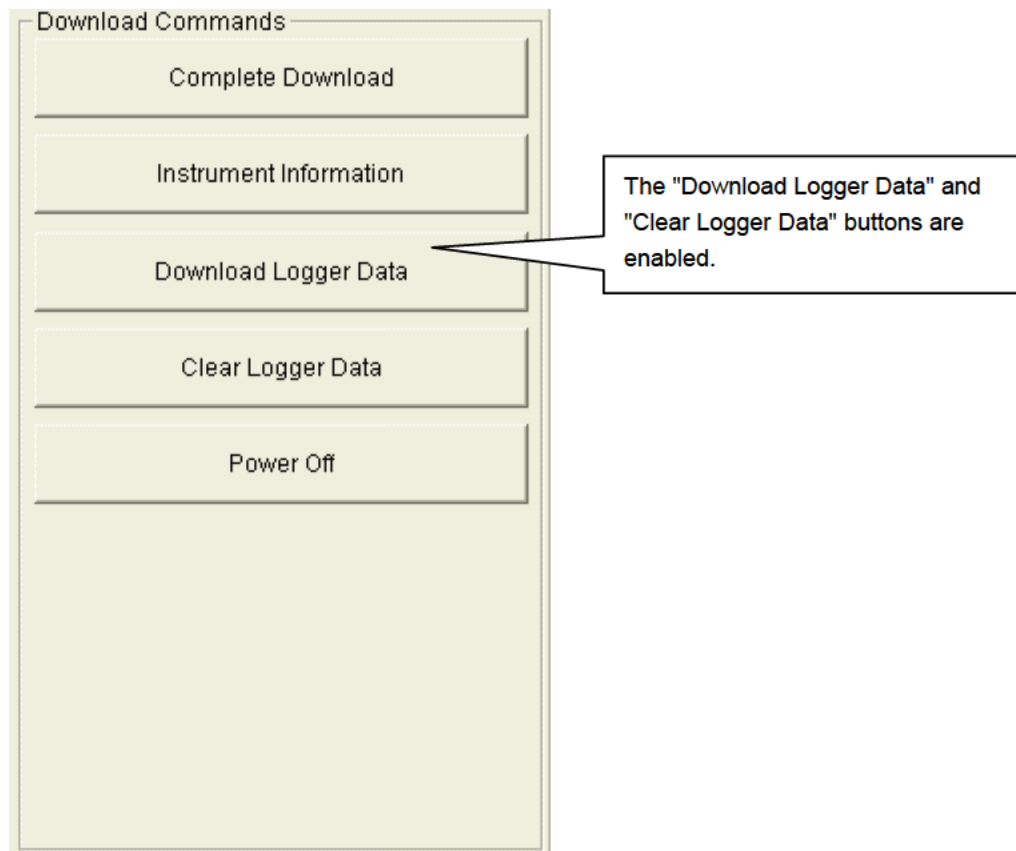 Download Commands
Complete Download
Instrument Information
Download Logger Data
Clear Logger Data
Power Off
The "Download Logger Data" and
"Clear Logger Data" buttons are
enabled.